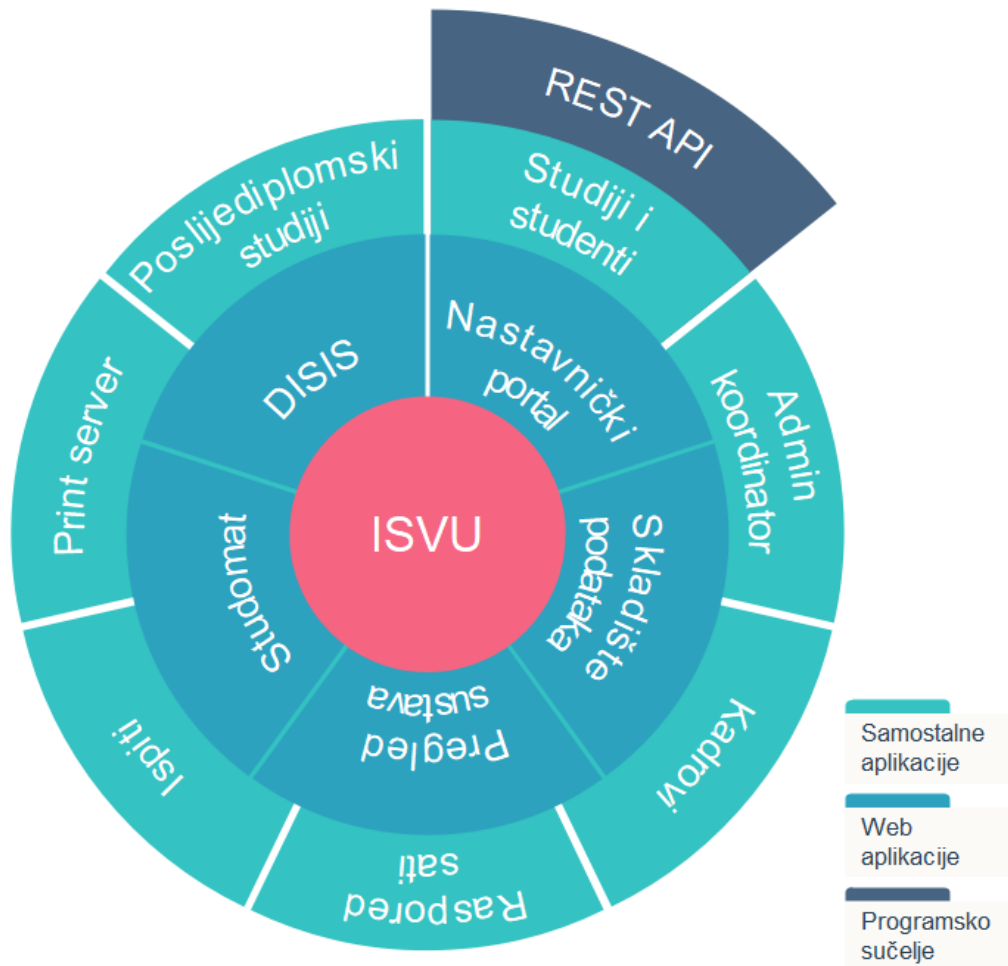 REST API
Studiji i
studenti
Admin
koordinator
Kadrovi
Raspored
sati
Ispiti
Print server
Poslijediplomski
studiji
Nastavnički
portal
Skladište
podataka
Pregled
sustava
Studomat
DISIS
ISVU
Samostalne
aplikacije
Web
aplikacije
Programsko
sučelje